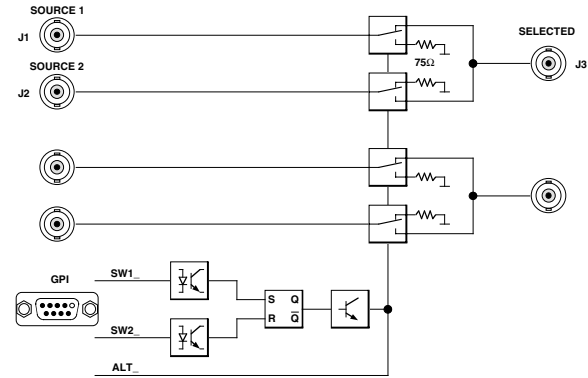 SOURCE 1
J1
SELECTED
75Ω
J3
SOURCE 2
J2
GPI
SW1_
S Q
R Q̅
SW2_
ALT_